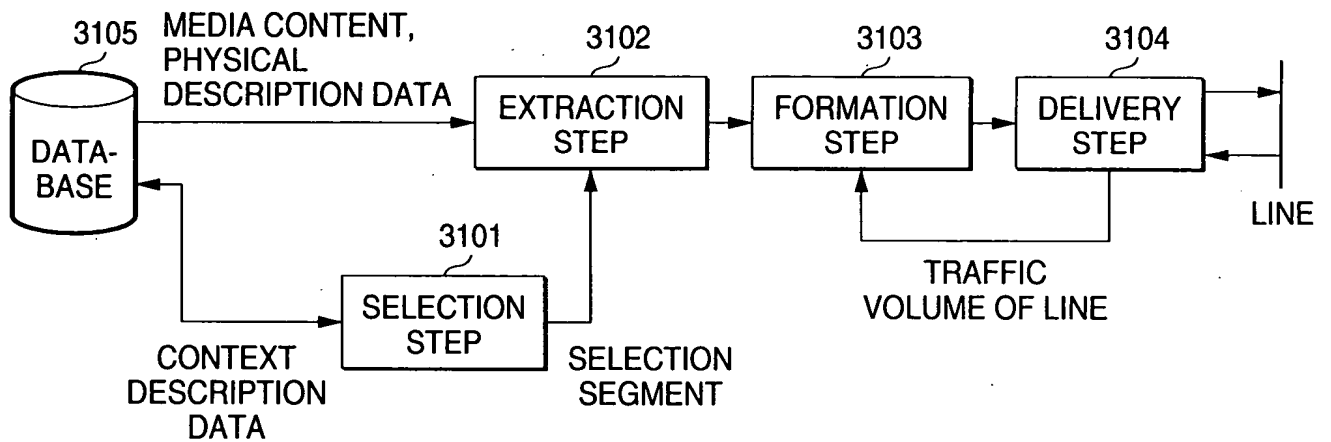 3105
MEDIA CONTENT,
PHYSICAL
DESCRIPTION DATA
3102
3103
3104
DATA-
BASE
EXTRACTION
STEP
FORMATION
STEP
DELIVERY
STEP
LINE
3101
SELECTION
STEP
TRAFFIC
VOLUME OF LINE
CONTEXT
DESCRIPTION
DATA
SELECTION
SEGMENT